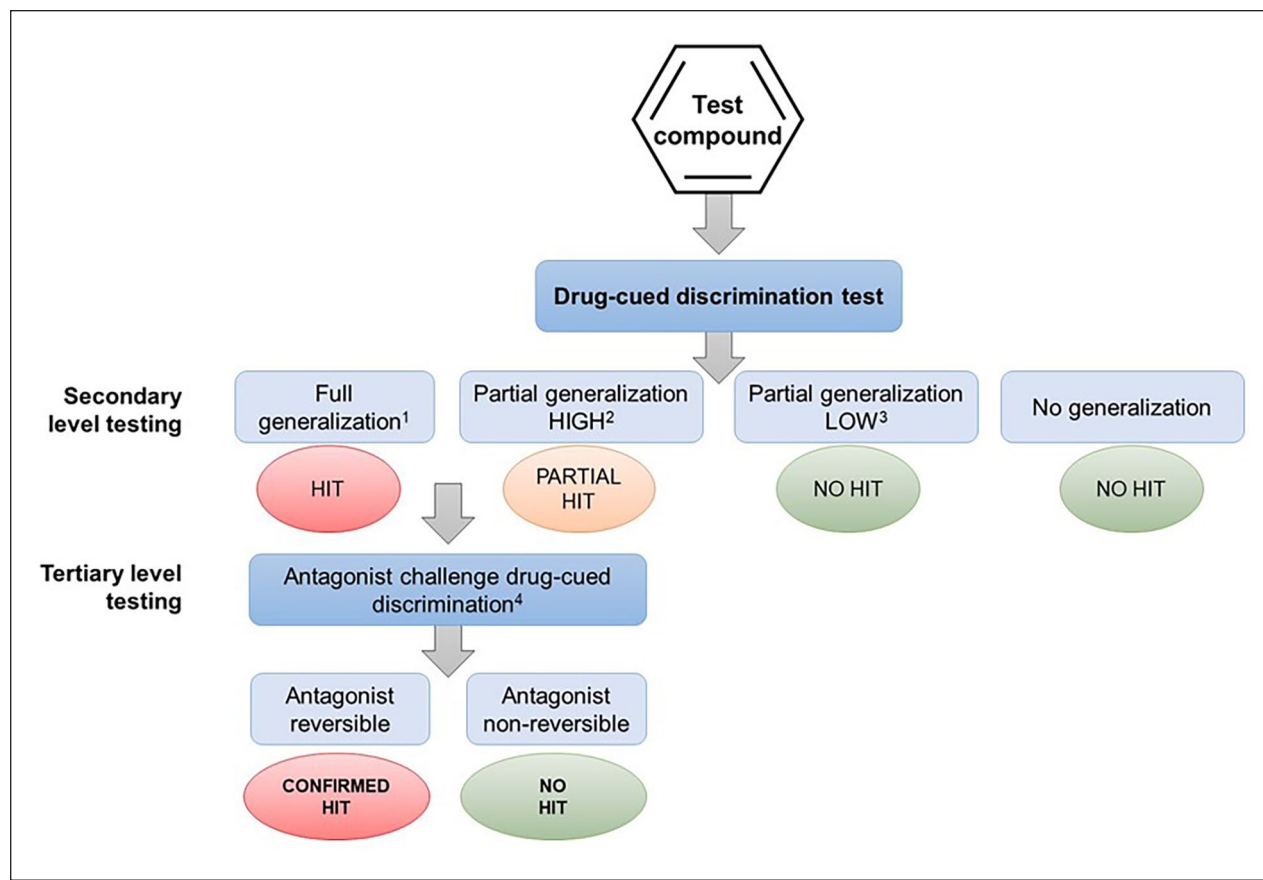 Test
compound
Drug-cued discrimination test
Secondary
level testing
Full
generalization¹
Partial generalization
HIGH²
Partial generalization
LOW³
No generalization
HIT
PARTIAL
HIT
NO HIT
NO HIT
Tertiary level
testing
Antagonist challenge drug-cued
discrimination⁴
Antagonist
reversible
Antagonist
non-reversible
CONFIRMED
HIT
NO
HIT